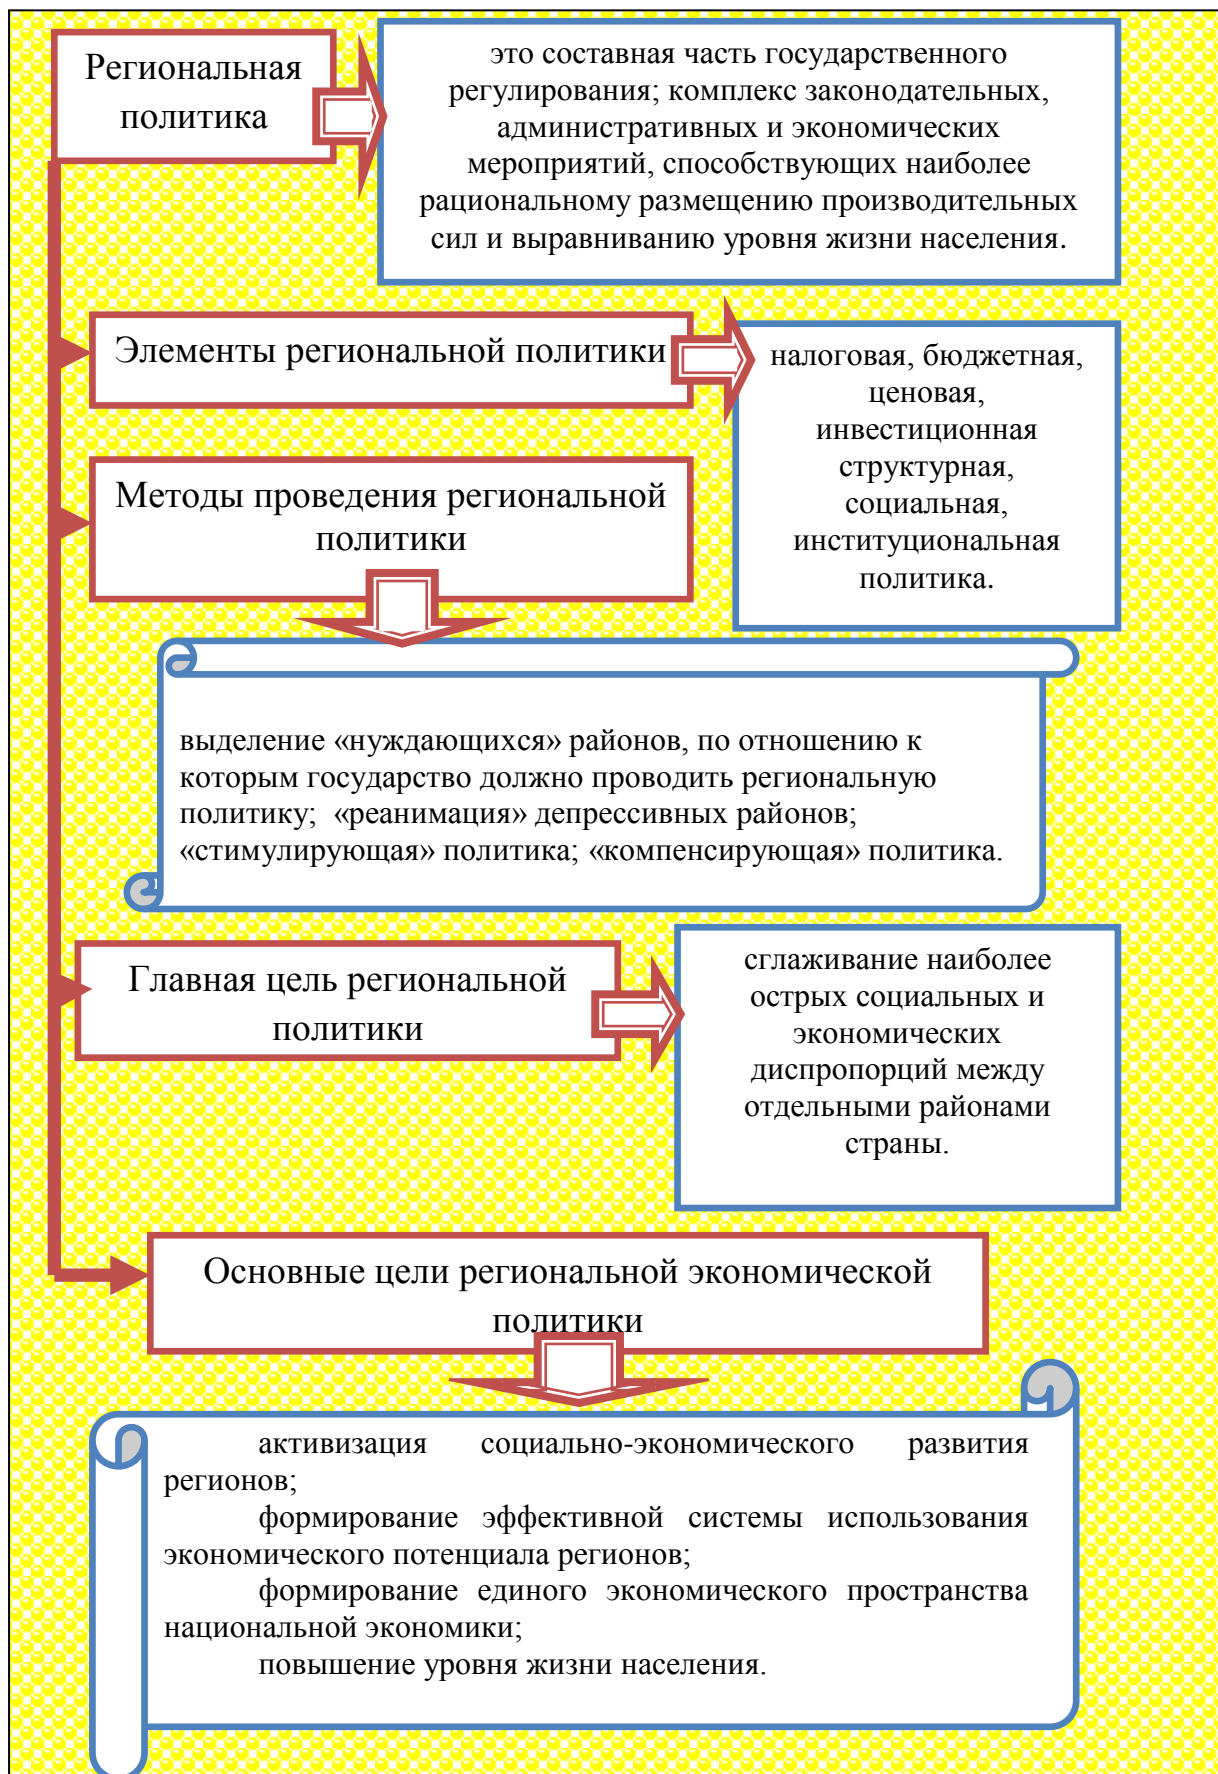 Региональная
политика
это составная часть государственного
регулирования; комплекс законодательных,
административных и экономических
мероприятий, способствующих наиболее
рациональному размещению производительных
сил и выравниванию уровня жизни населения.
Элементы региональной политики
налоговая, бюджетная,
ценовая,
инвестиционная
структурная,
социальная,
институциональная
политика.
Методы проведения региональной
политики
выделение «нуждающихся» районов, по отношению к
которым государство должно проводить региональную
политику; «реанимация» депрессивных районов;
«стимулирующая» политика; «компенсирующая» политика.
Главная цель региональной
политики
сглаживание наиболее
острых социальных и
экономических
диспропорций между
отдельными районами
страны.
Основные цели региональной экономической
политики
активизация социально-экономического развития
регионов;
формирование эффективной системы использования
экономического потенциала регионов;
формирование единого экономического пространства
национальной экономики;
повышение уровня жизни населения.